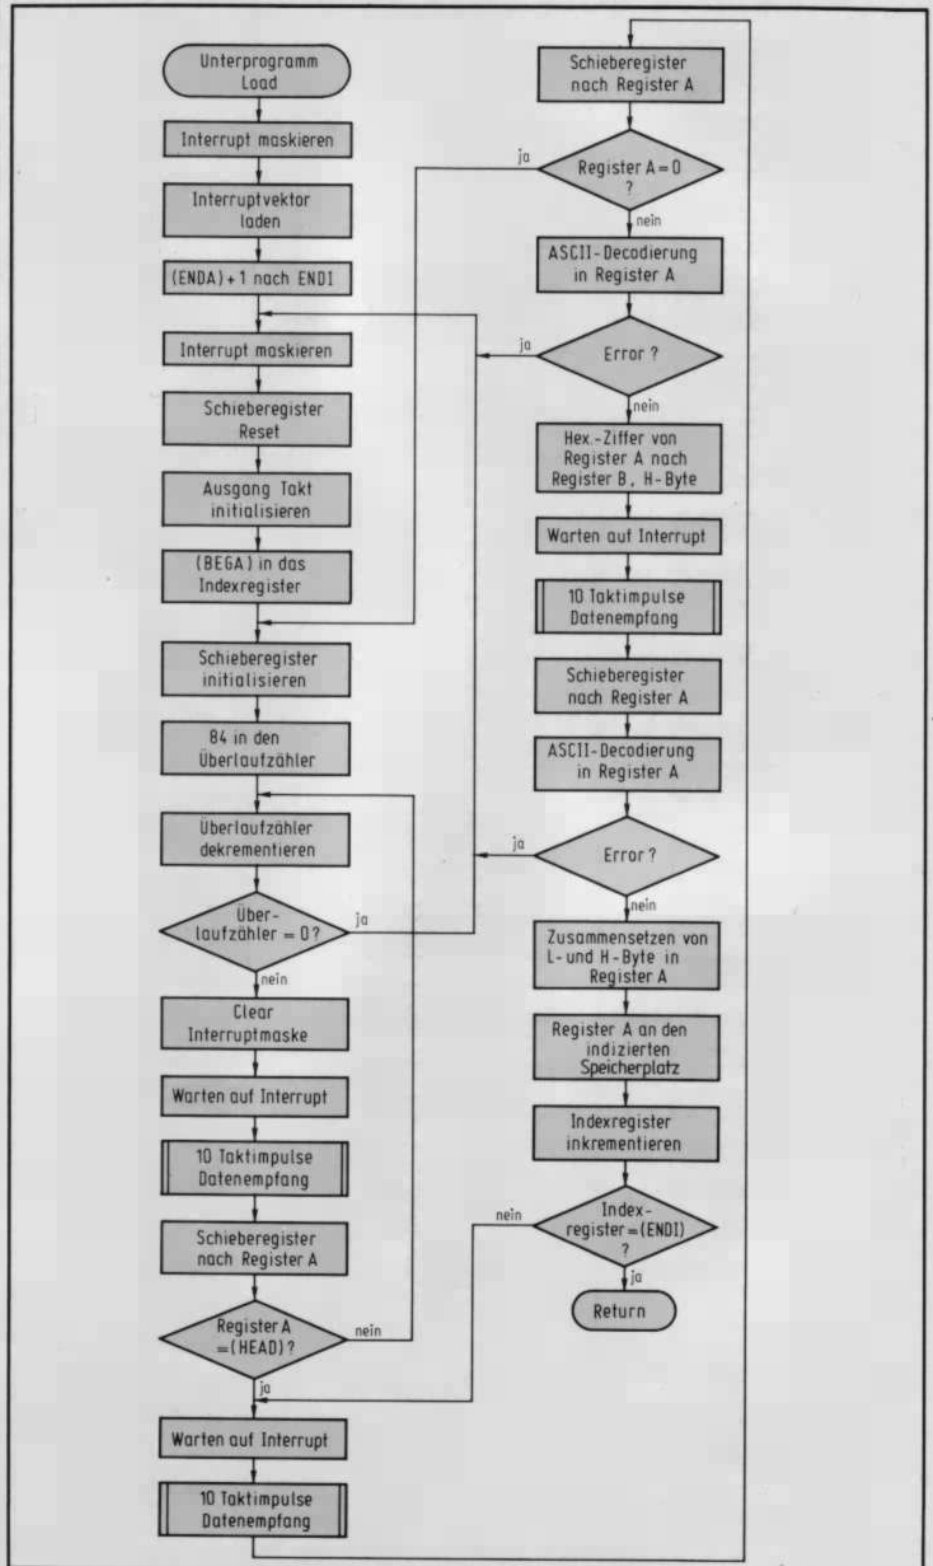 Unterprogramm
Load
Interrupt maskieren
Interruptvektor
laden
(ENDA)+1 nach ENDI
Interrupt maskieren
Schieberegister
Reset
Ausgang Takt
initialisieren
(BEGA) in das
Indexregister
Schieberegister
initialisieren
84 in den
Überlaufzähler
Überlaufzähler
dekrementieren
Über-
laufzähler = 0?
ja
nein
Clear
Interruptmaske
Warten auf Interrupt
10 Taktimpulse
Datenempfang
Schieberegister
nach Register A
Register A
=(HEAD)?
nein
ja
Warten auf Interrupt
10 Taktimpulse
Datenempfang
Schieberegister
nach Register A
ja
Register A=0
?
nein
ASCII-Decodierung
in Register A
ja
Error?
nein
Hex.-Ziffer von
Register A nach
Register B, H-Byte
Warten auf Interrupt
10 Taktimpulse
Datenempfang
Schieberegister
nach Register A
ASCII-Decodierung
in Register A
ja
Error?
nein
Zusammensetzen von
L- und H-Byte in
Register A
Register A an den
indizierten
Speicherplatz
Indexregister
inkrementieren
nein
Index-
register=(ENDI)
?
ja
Return